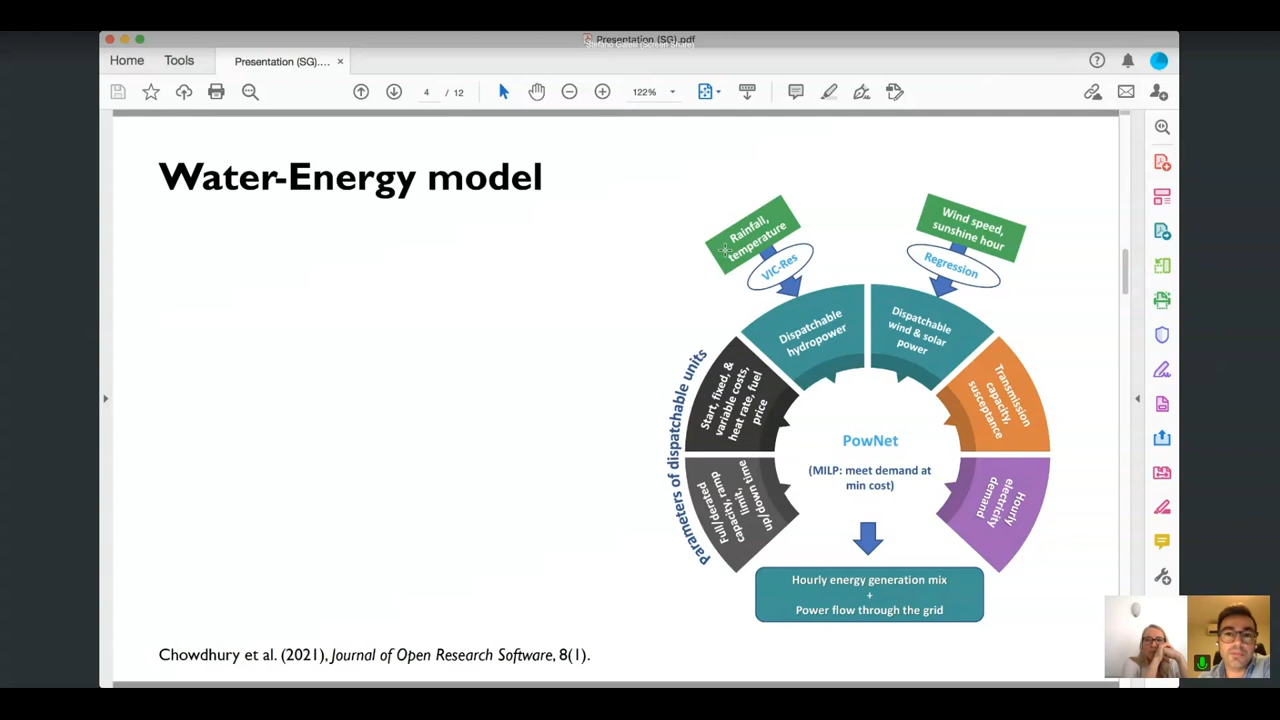 Presentation (SG).pdf
Stefano Galelli (Screen Share)
Home
Tools
Presentation (SG)....
4 / 12
122%
Water-Energy model
Rainfall,
temperature
VIC-Res
Wind speed,
sunshine hour
Regression
Dispatchable
hydropower
Dispatchable
wind & solar
power
Start, fixed, &
variable costs,
heat rate, fuel
price
Full/derated
capacity, ramp
limit,
up/down time
Parameters of dispatchable units
Transmission
capacity,
susceptance
Hourly
electricity
demand
PowNet
(MILP: meet demand at
min cost)
Hourly energy generation mix
+
Power flow through the grid
Chowdhury et al. (2021), Journal of Open Research Software, 8(1).